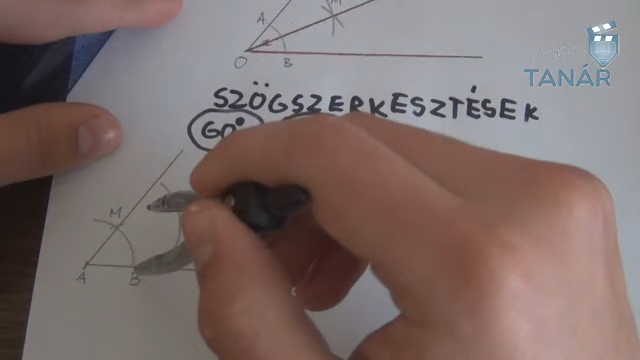 TANÁR
A M
O B
SZÖGSZERKESZTÉSEK
60°
M
A B